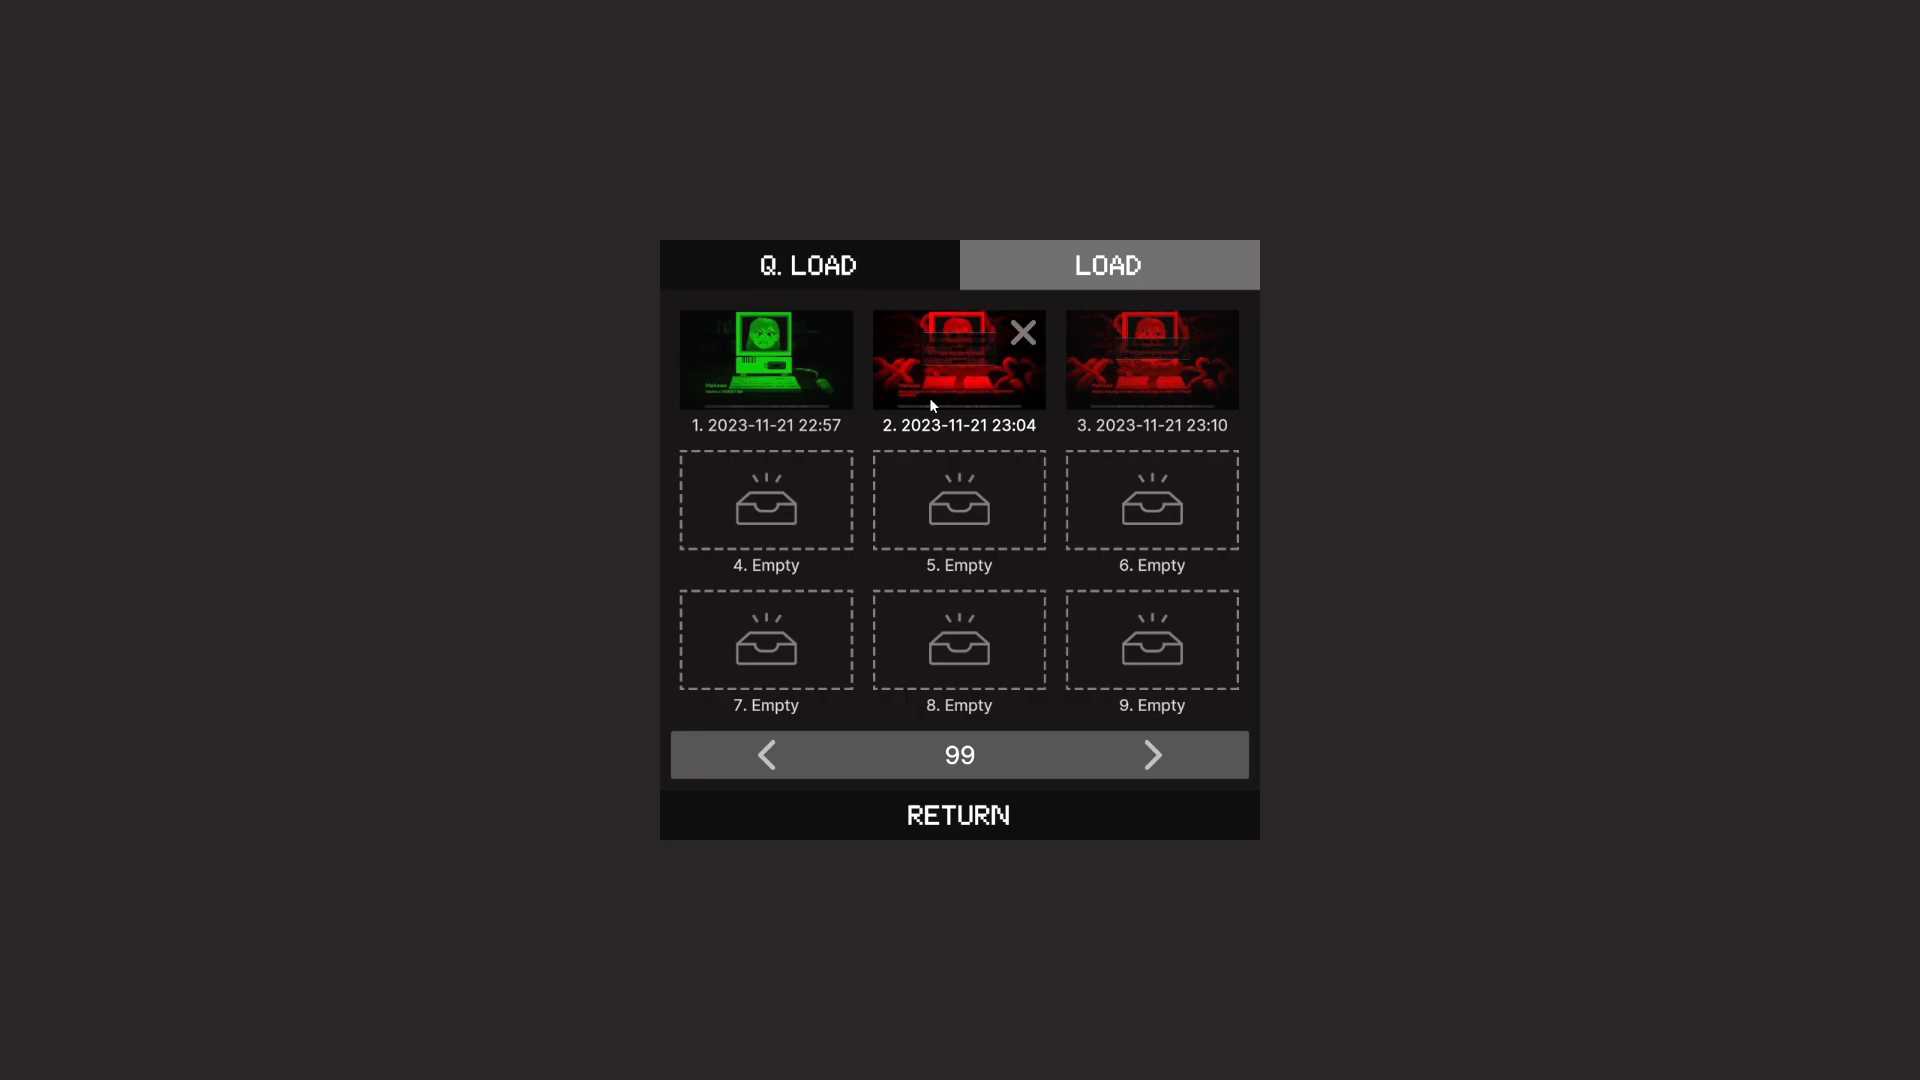 Q. LOAD
LOAD
1. 2023-11-21 22:57
2. 2023-11-21 23:04
3. 2023-11-21 23:10
4. Empty
5. Empty
6. Empty
7. Empty
8. Empty
9. Empty
99
RETURN